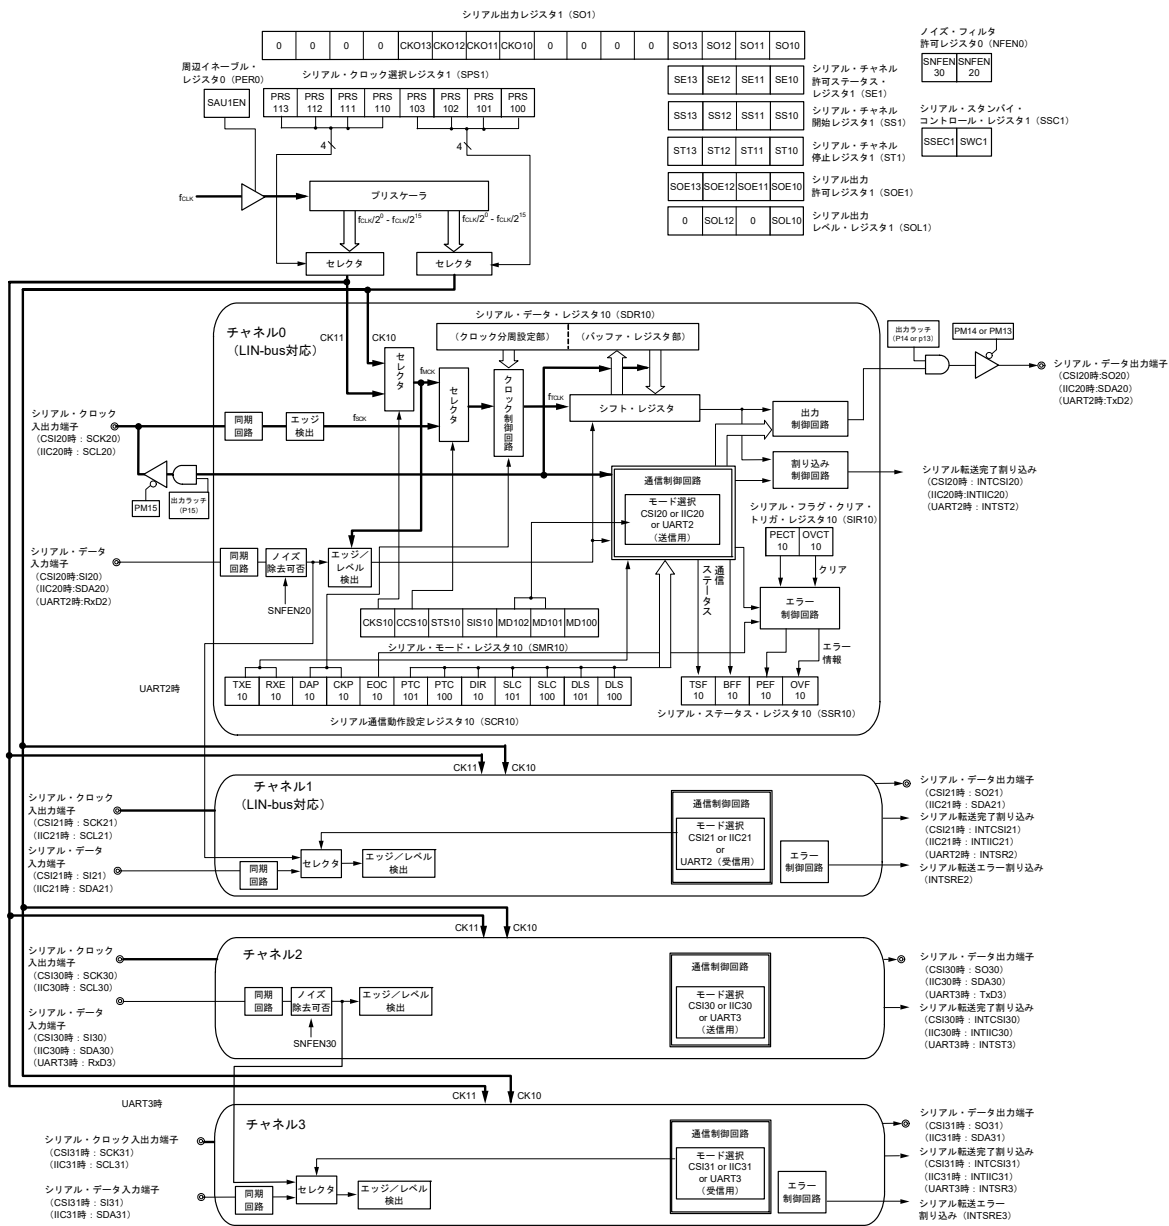 シリアル出力レジスタ1（SO1）
0 0 0 0 CKO13 CKO12 CKO11 CKO10 0 0 0 0 SO13 SO12 SO11 SO10
ノイズ・フィルタ
許可レジスタ0（NFEN0）
SNFEN 30
SNFEN 20
周辺イネーブル・
レジスタ0（PER0）
SAU1EN
シリアル・クロック選択レジスタ1（SPS1）
PRS 113
PRS 112
PRS 111
PRS 110
PRS 103
PRS 102
PRS 101
PRS 100
4
4
SE13 SE12 SE11 SE10
シリアル・チャネル
許可ステータス・
レジスタ1（SE1）
SS13 SS12 SS11 SS10
シリアル・チャネル
開始レジスタ1（SS1）
シリアル・スタンバイ・
コントロール・レジスタ1（SSC1）
SSEC1 SWC1
ST13 ST12 ST11 ST10
シリアル・チャネル
停止レジスタ1（ST1）
SOE13 SOE12 SOE11 SOE10
シリアル出力
許可レジスタ1（SOE1）
0 SOL12 0 SOL10
シリアル出力
レベル・レジスタ1（SOL1）
fCLK
プリスケーラ
fCLK/2⁰ - fCLK/2¹⁵
fCLK/2⁰ - fCLK/2¹⁵
セレクタ
セレクタ
チャネル0
（LIN-bus対応）
CK11
CK10
シリアル・データ・レジスタ10（SDR10）
（クロック分周設定部）
（バッファ・レジスタ部）
セレクタ
fMCK
セレクタ
クロック制御回路
fTCLK
シフト・レジスタ
出力ラッチ
（P14 or p13）
PM14 or PM13
シリアル・データ出力端子
（CSI20時:SO20）
（IIC20時:SDA20）
（UART2時:TxD2）
シリアル・クロック
入出力端子
（CSI20時：SCK20）
（IIC20時：SCL20）
同期
回路
エッジ
検出
fSCK
出力
制御回路
割り込み
制御回路
シリアル転送完了割り込み
（CSI20時：INTCSI20）
（IIC20時:INTIIC20）
（UART2時：INTST2）
PM15
出力ラッチ
（P15）
通信制御回路
モード選択
CSI20 or IIC20
or UART2
（送信用）
シリアル・フラグ・クリア・
トリガ・レジスタ10（SIR10）
PECT 10
OVCT 10
クリア
シリアル・データ
入力端子
（CSI20時:SI20）
（IIC20時:SDA20）
（UART2時:RxD2）
同期
回路
ノイズ
除去可否
SNFEN20
エッジ／
レベル
検出
通信
ステータス
エラー
制御回路
エラー
情報
CKS10 CCS10 STS10 SIS10 MD102 MD101 MD100
シリアル・モード・レジスタ10（SMR10）
UART2時
TXE 10
RXE 10
DAP 10
CKP 10
EOC 10
PTC 101
PTC 100
DIR 10
SLC 101
SLC 100
DLS 101
DLS 100
シリアル通信動作設定レジスタ10（SCR10）
TSF 10
BFF 10
PEF 10
OVF 10
シリアル・ステータス・レジスタ10（SSR10）
CK11
CK10
チャネル1
（LIN-bus対応）
シリアル・クロック
入出力端子
（CSI21時：SCK21）
（IIC21時：SCL21）
シリアル・データ
入力端子
（CSI21時：SI21）
（IIC21時：SDA21）
同期
回路
セレクタ
エッジ／レベル
検出
通信制御回路
モード選択
CSI21 or IIC21
or
UART2（受信用）
エラー
制御回路
シリアル・データ出力端子
（CSI21時：SO21）
（IIC21時：SDA21）
シリアル転送完了割り込み
（CSI21時：INTCSI21）
（IIC21時：INTIIC21）
（UART2時：INTSR2）
シリアル転送エラー割り込み
（INTSRE2）
CK11
CK10
チャネル2
シリアル・クロック
入出力端子
（CSI30時：SCK30）
（IIC30時：SCL30）
シリアル・データ
入力端子
（CSI30時：SI30）
（IIC30時：SDA30）
（UART3時：RxD3）
同期
回路
ノイズ
除去可否
SNFEN30
エッジ／レベル
検出
通信制御回路
モード選択
CSI30 or IIC30
or UART3
（送信用）
シリアル・データ出力端子
（CSI30時：SO30）
（IIC30時：SDA30）
（UART3時：TxD3）
シリアル転送完了割り込み
（CSI30時：INTCSI30）
（IIC30時：INTIIC30）
（UART3時：INTST3）
CK11
CK10
UART3時
チャネル3
シリアル・クロック入出力端子
（CSI31時：SCK31）
（IIC31時：SCL31）
シリアル・データ入力端子
（CSI31時：SI31）
（IIC31時：SDA31）
同期
回路
セレクタ
エッジ／レベル
検出
通信制御回路
モード選択
CSI31 or IIC31
or UART3
（受信用）
エラー
制御回路
シリアル・データ出力端子
（CSI31時：SO31）
（IIC31時：SDA31）
シリアル転送完了割り込み
（CSI31時：INTCSI31）
（IIC31時：INTIIC31）
（UART3時：INTSR3）
シリアル転送エラー
割り込み（INTSRE3）